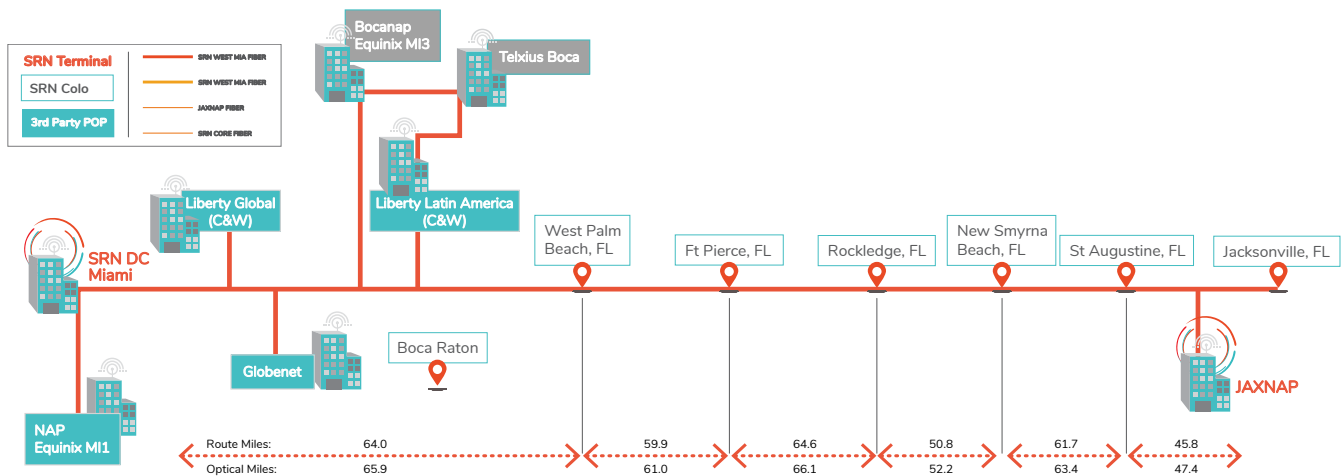 Bocanap
Equinix MI3
Telxius Boca
SRN Terminal
SRN Colo
3rd Party POP
SRN WEST MIA FIBER
SRN WEST MIA FIBER
JAXNAP FIBER
SRN CORE FIBER
Liberty Global
(C&W)
Liberty Latin America
(C&W)
West Palm
Beach, FL
Ft Pierce, FL
Rockledge, FL
New Smyrna
Beach, FL
St Augustine, FL
Jacksonville, FL
SRN DC
Miami
Globenet
Boca Raton
JAXNAP
NAP
Equinix MI1
Route Miles: 64.0 59.9 64.6 50.8 61.7 45.8
Optical Miles: 65.9 61.0 66.1 52.2 63.4 47.4